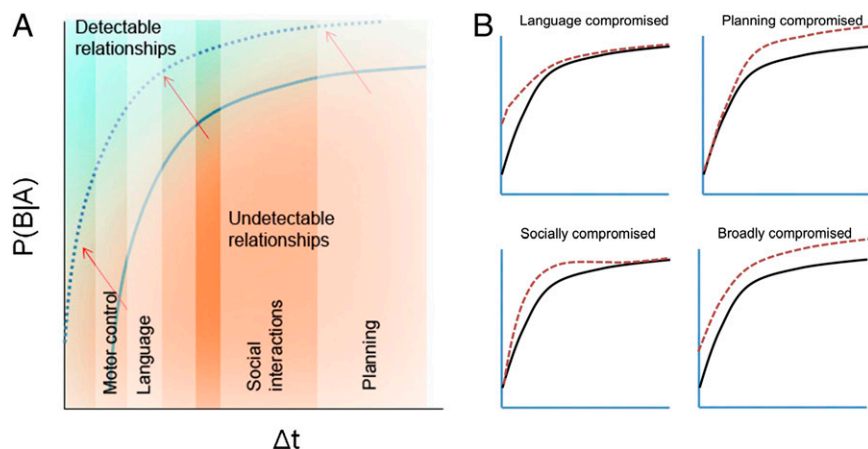 A
Detectable
relationships
P(B|A)
Undetectable
relationships
Motor control
Language
Social
interactions
Planning
Δt
B
Language compromised
Planning compromised
Socially compromised
Broadly compromised